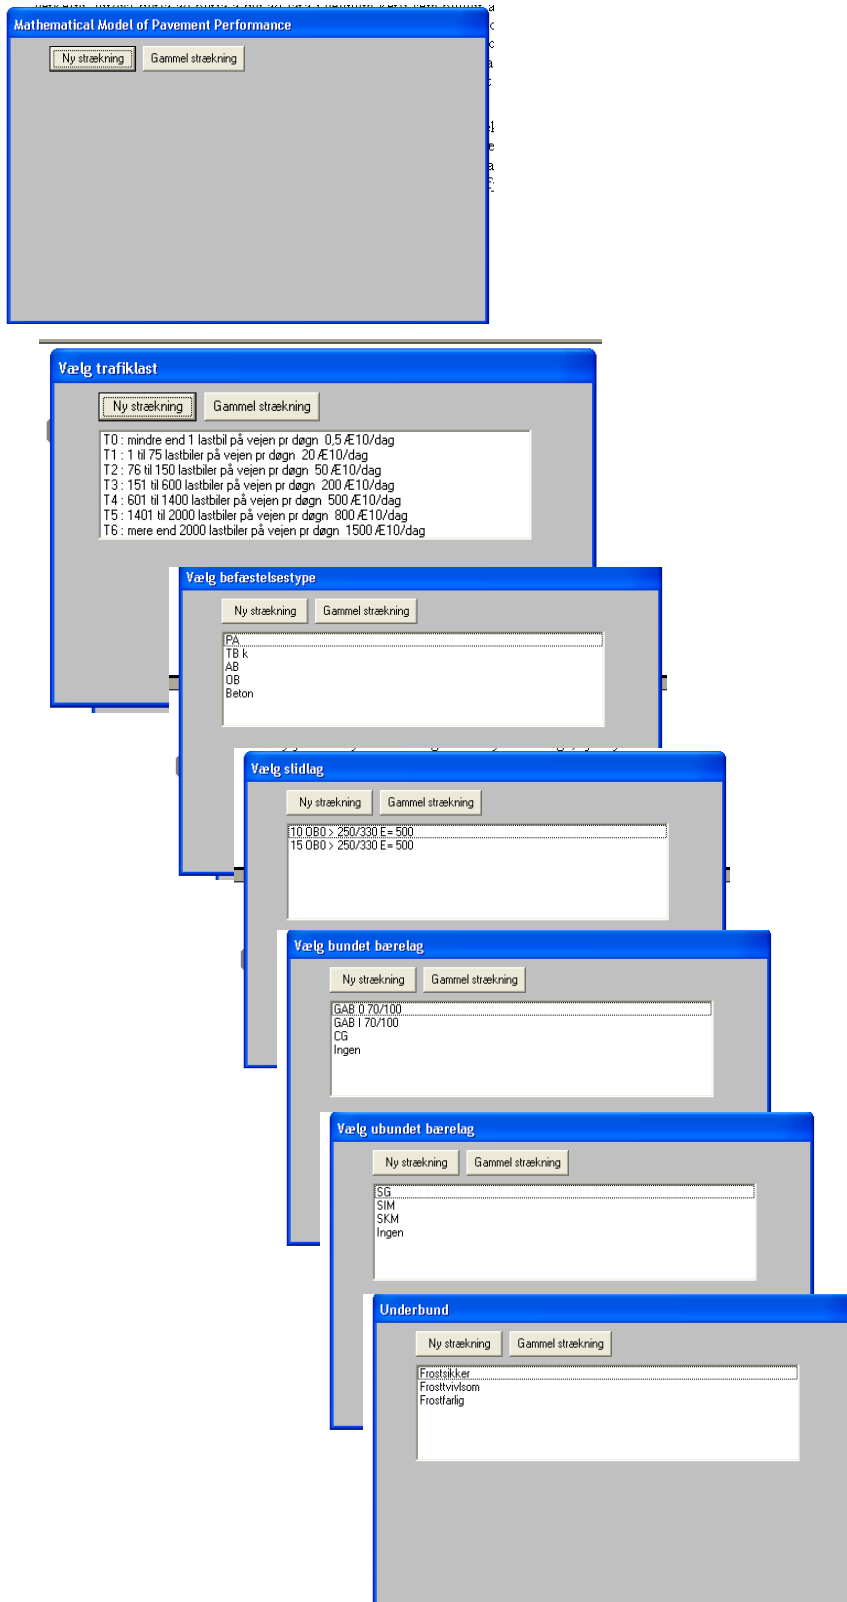 Mathematical Model of Pavement Performance
Ny strækning Gammel strækning
Vælg trafiklast
Ny strækning Gammel strækning
T0 : mindre end 1 lastbil på vejen pr døgn 0,5 Æ10/dag
T1 : 1 til 75 lastbiler på vejen pr døgn 20 Æ10/dag
T2 : 76 til 150 lastbiler på vejen pr døgn 50 Æ10/dag
T3 : 151 til 600 lastbiler på vejen pr døgn 200 Æ10/dag
T4 : 601 til 1400 lastbiler på vejen pr døgn 500 Æ10/dag
T5 : 1401 til 2000 lastbiler på vejen pr døgn 800 Æ10/dag
T6 : mere end 2000 lastbiler på vejen pr døgn 1500 Æ10/dag
Vælg befæstelsestype
Ny strækning Gammel strækning
PA
TB k
AB
OB
Beton
Vælg slidlag
Ny strækning Gammel strækning
10 OB0 > 250/330 E= 500
15 OB0 > 250/330 E= 500
Vælg bundet bærelag
Ny strækning Gammel strækning
GAB 0 70/100
GAB I 70/100
CG
Ingen
Vælg ubundet bærelag
Ny strækning Gammel strækning
SG
SIM
SKM
Ingen
Underbund
Ny strækning Gammel strækning
Frostsikker
Frosttvivlsom
Frostfarlig